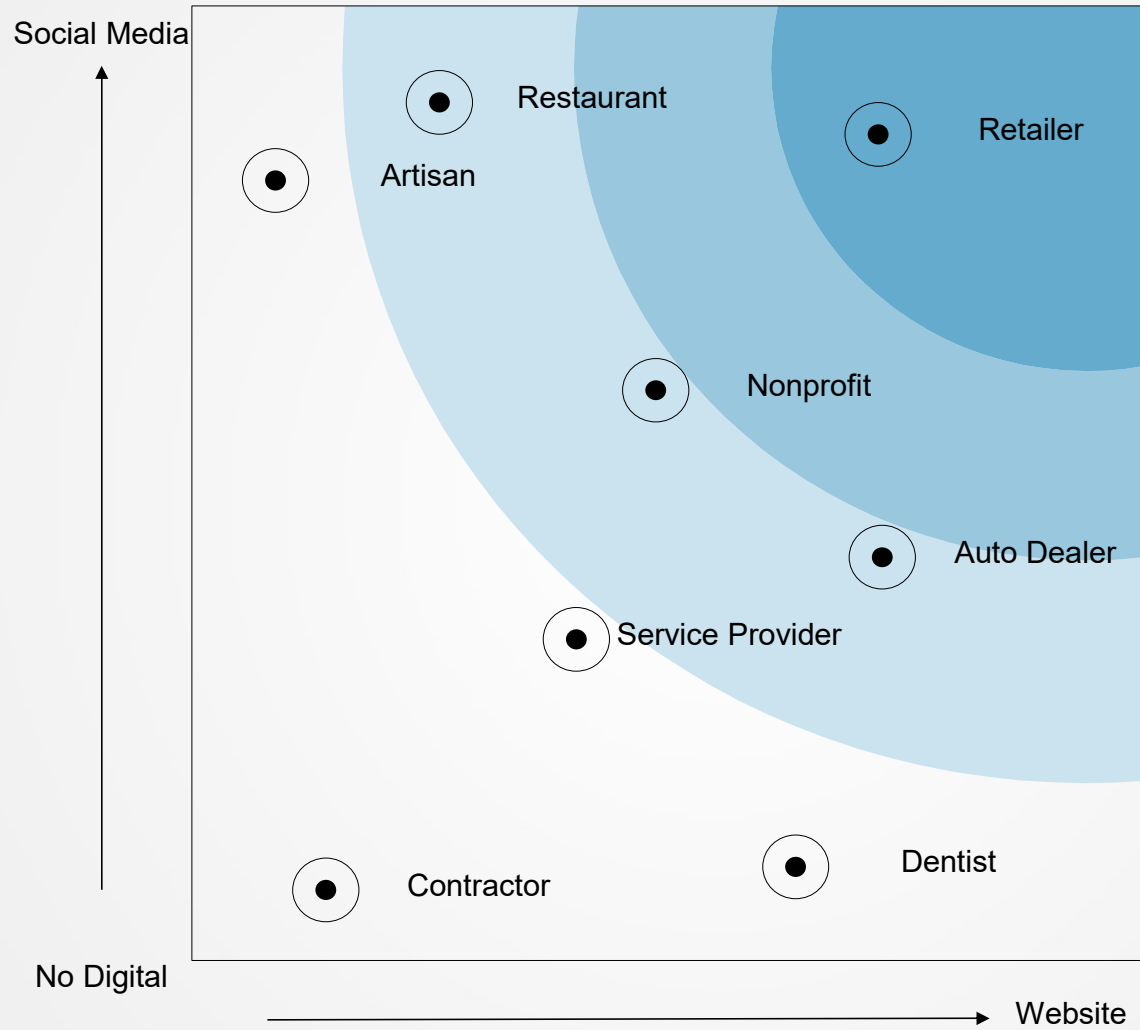 Social Media
Restaurant
Retailer
Artisan
Nonprofit
Auto Dealer
Service Provider
Dentist
Contractor
No Digital
Website